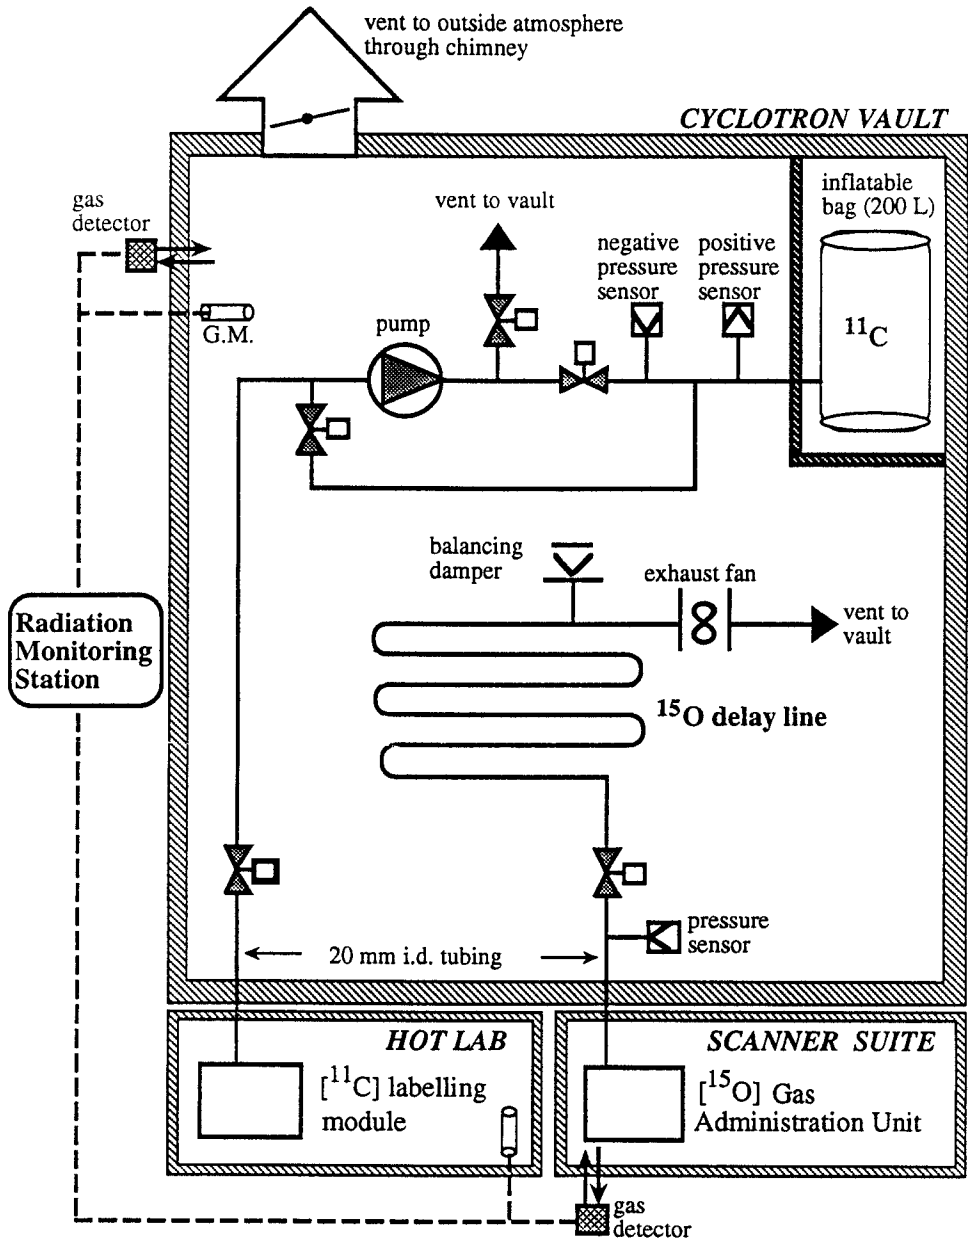 vent to outside atmosphere
through chimney
CYCLOTRON VAULT
gas
detector
vent to vault
inflatable
bag (200 L)
negative
pressure
sensor
positive
pressure
sensor
G.M.
pump
11C
balancing
damper
exhaust fan
vent to
vault
Radiation
Monitoring
Station
15O delay line
pressure
sensor
20 mm i.d. tubing
HOT LAB
[11C] labelling
module
SCANNER SUITE
[15O] Gas
Administration Unit
gas
detector